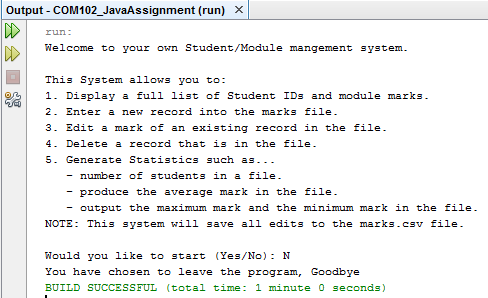 Output - COM102_JavaAssignment (run) ×
run:
Welcome to your own Student/Module mangement system.
This System allows you to:
1. Display a full list of Student IDs and module marks.
2. Enter a new record into the marks file.
3. Edit a mark of an existing record in the file.
4. Delete a record that is in the file.
5. Generate Statistics such as...
- number of students in a file.
- produce the average mark in the file.
- output the maximum mark and the minimum mark in the file.
NOTE: This system will save all edits to the marks.csv file.
Would you like to start (Yes/No): N
You have chosen to leave the program, Goodbye
BUILD SUCCESSFUL (total time: 1 minute 0 seconds)